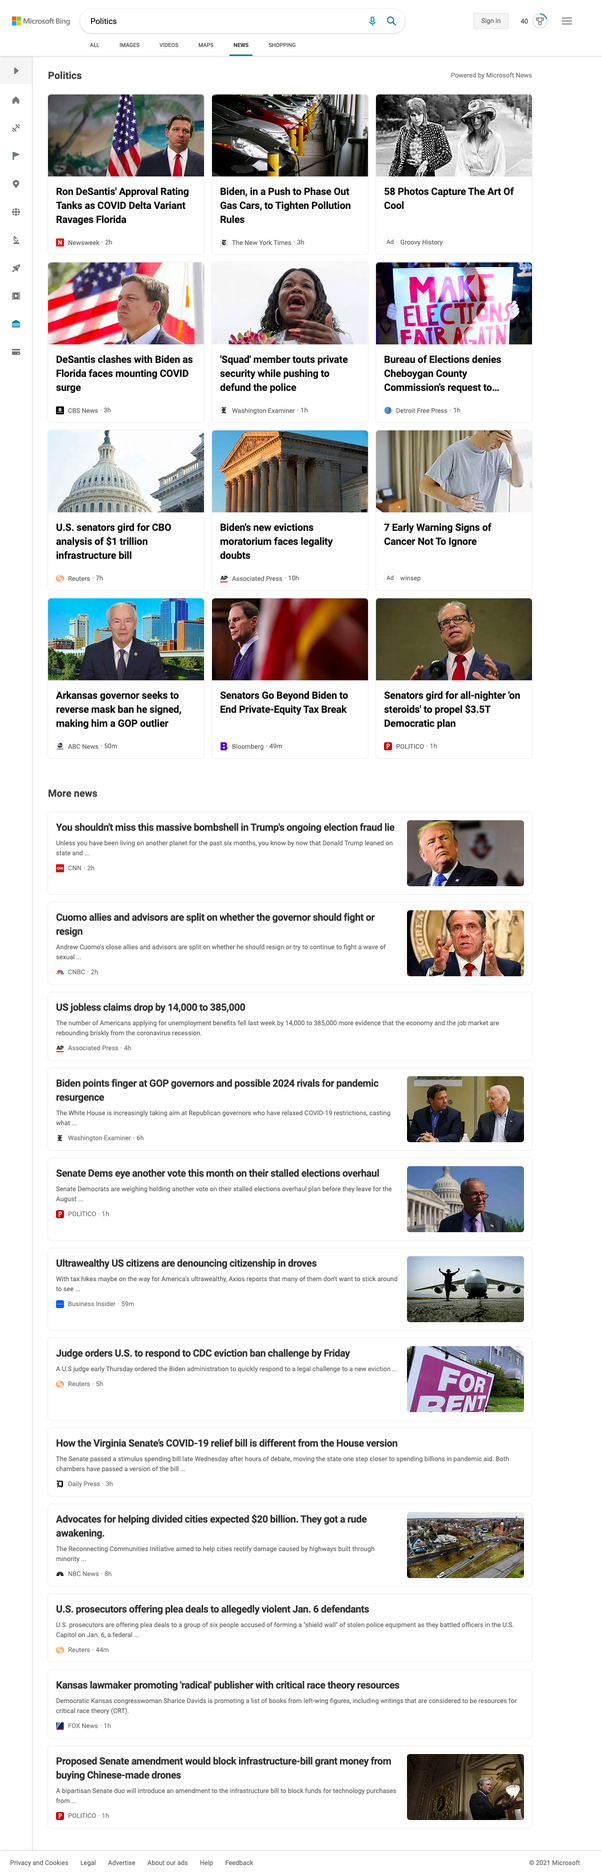 Microsoft Bing
Politics
Sign in
40
ALL
IMAGES
VIDEOS
MAPS
NEWS
SHOPPING
Politics
Powered by Microsoft News
Ron DeSantis' Approval Rating
Tanks as COVID Delta Variant
Ravages Florida
Newsweek · 2h
Biden, in a Push to Phase Out
Gas Cars, to Tighten Pollution
Rules
The New York Times · 3h
58 Photos Capture The Art Of
Cool
Ad Groovy History
MAKE
ELECTIONS
FAIR AGAIN
DeSantis clashes with Biden as
Florida faces mounting COVID
surge
CBS News · 3h
'Squad' member touts private
security while pushing to
defund the police
Washington Examiner · 1h
Bureau of Elections denies
Cheboygan County
Commission's request to...
Detroit Free Press · 1h
U.S. senators gird for CBO
analysis of $1 trillion
infrastructure bill
Reuters · 7h
Biden's new evictions
moratorium faces legality
doubts
AP Associated Press · 10h
7 Early Warning Signs of
Cancer Not To Ignore
Ad winsep
Arkansas governor seeks to
reverse mask ban he signed,
making him a GOP outlier
ABC News · 50m
Senators Go Beyond Biden to
End Private-Equity Tax Break
Bloomberg · 49m
Senators gird for all-nighter 'on
steroids' to propel $3.5T
Democratic plan
POLITICO · 1h
More news
You shouldn't miss this massive bombshell in Trump's ongoing election fraud lie
Unless you have been living on another planet for the past six months, you know by now that Donald Trump leaned on
state and ...
CNN · 2h
Cuomo allies and advisors are split on whether the governor should fight or
resign
Andrew Cuomo's close allies and advisors are split on whether he should resign or try to continue to fight a wave of
sexual ...
CNBC · 2h
US jobless claims drop by 14,000 to 385,000
The number of Americans applying for unemployment benefits fell last week by 14,000 to 385,000 more evidence that the economy and the job market are
rebounding briskly from the coronavirus recession.
AP Associated Press · 4h
Biden points finger at GOP governors and possible 2024 rivals for pandemic
resurgence
The White House is increasingly taking aim at Republican governors who have relaxed COVID-19 restrictions, casting
what ...
Washington Examiner · 6h
Senate Dems eye another vote this month on their stalled elections overhaul
Senate Democrats are weighing holding another vote on their stalled elections overhaul plan before they leave for the
August ...
POLITICO · 1h
Ultrawealthy US citizens are denouncing citizenship in droves
With tax hikes maybe on the way for America's ultrawealthy, Axios reports that many of them don't want to stick around
to see ...
Business Insider · 59m
Judge orders U.S. to respond to CDC eviction ban challenge by Friday
A U.S judge early Thursday ordered the Biden administration to quickly respond to a legal challenge to a new eviction ...
Reuters · 5h
FOR
RENT
How the Virginia Senate's COVID-19 relief bill is different from the House version
The Senate passed a stimulus spending bill late Wednesday after hours of debate, moving the state one step closer to spending billions in pandemic aid. Both
chambers have passed a version of the bill ...
Daily Press · 3h
Advocates for helping divided cities expected $20 billion. They got a rude
awakening.
The Reconnecting Communities Initiative aimed to help cities rectify damage caused by highways built through
minority ...
NBC News · 8h
U.S. prosecutors offering plea deals to allegedly violent Jan. 6 defendants
U.S. prosecutors are offering plea deals to a group of six people accused of forming a "shield wall" of stolen police equipment as they battled officers in the U.S.
Capitol on Jan. 6, a federal ...
Reuters · 44m
Kansas lawmaker promoting 'radical' publisher with critical race theory resources
Democratic Kansas congresswoman Sharice Davids is promoting a list of books from left-wing figures, including writings that are considered to be resources for
critical race theory (CRT).
FOX News · 1h
Proposed Senate amendment would block infrastructure-bill grant money from
buying Chinese-made drones
A bipartisan Senate duo will introduce an amendment to the infrastructure bill to block funds for technology purchases
from ...
POLITICO · 1h
Privacy and Cookies
Legal
Advertise
About our ads
Help
Feedback
© 2021 Microsoft